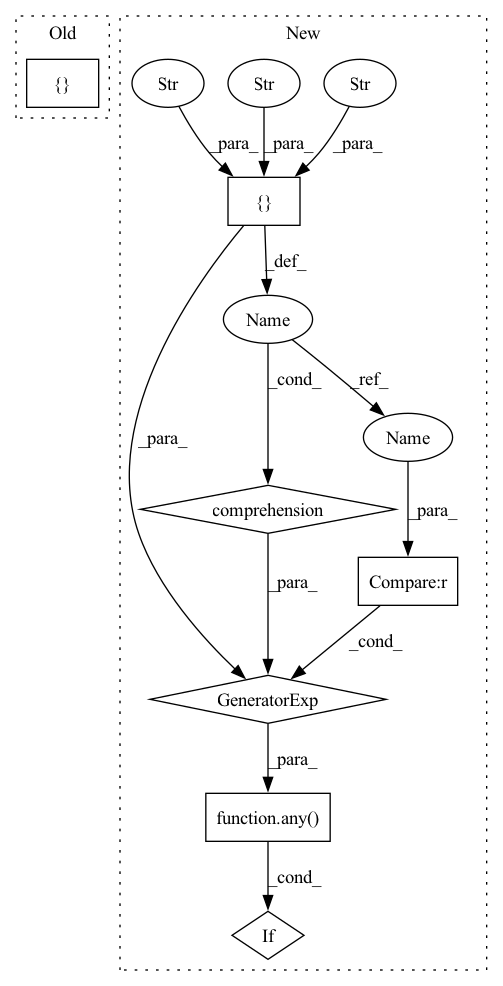 Old
New
{}
Str
Str
Str
_para_
_para_
_para_
{}
_def_
Name
_para_
_cond_
_ref_
Name
comprehension
_para_
_para_
Compare:r
_cond_
GeneratorExp
_para_
function.any()
_cond_
If